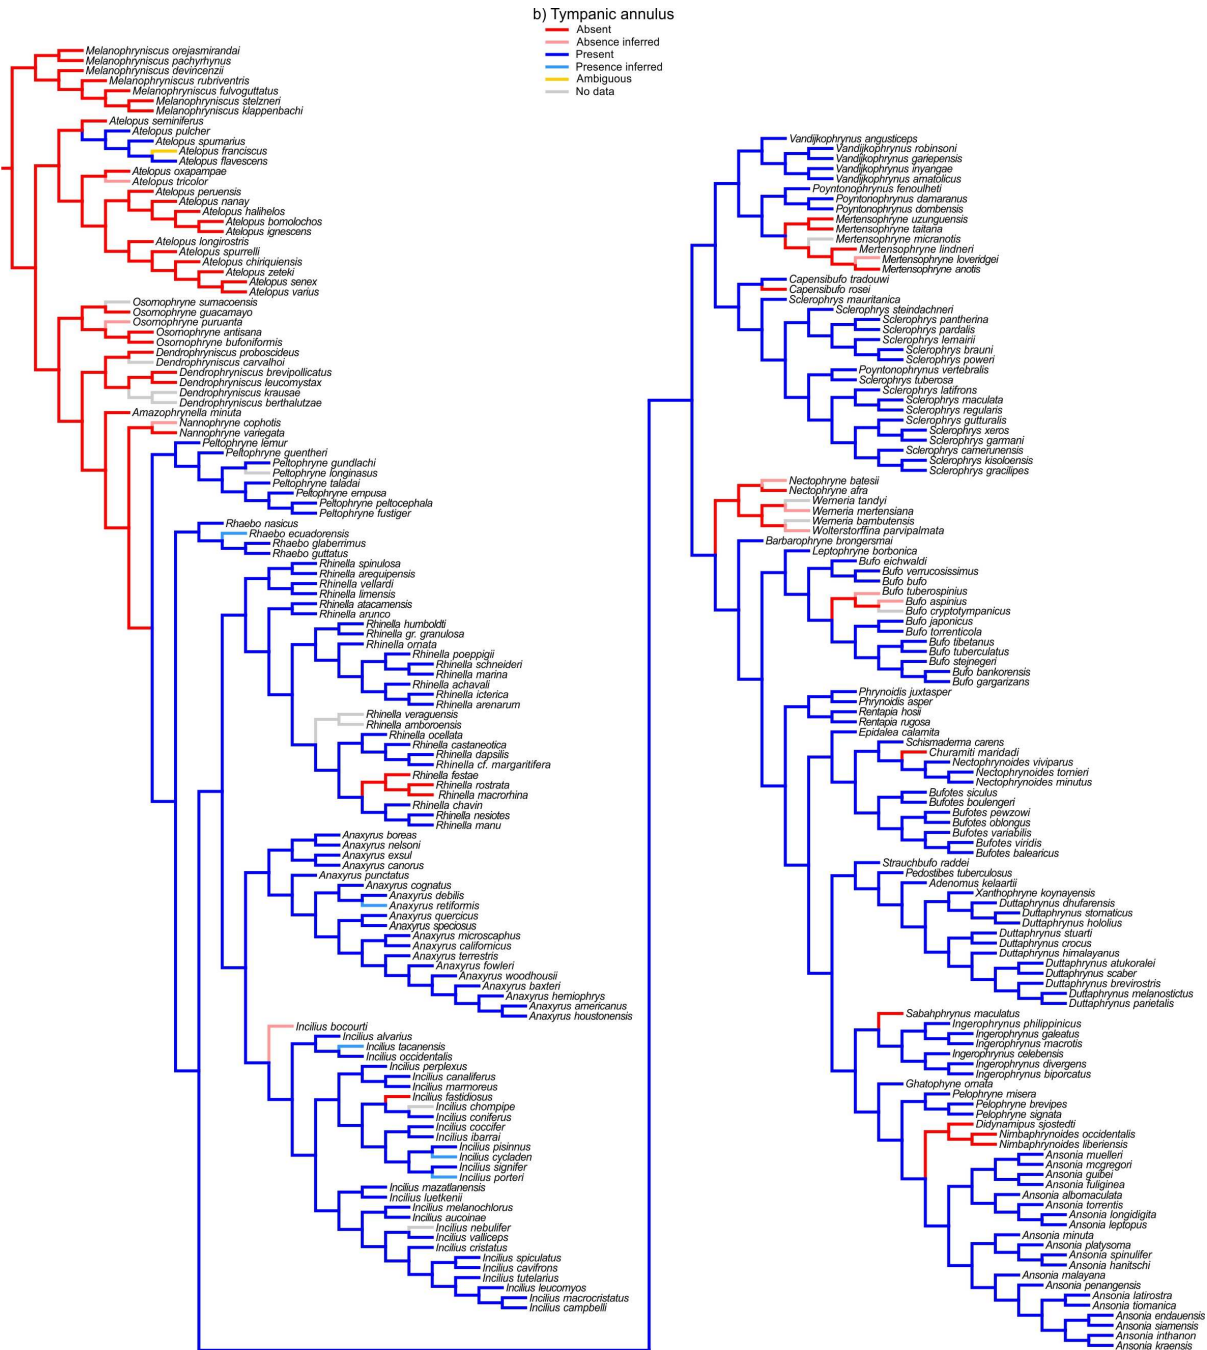 b) Tympanic annulus
Absent
Absence inferred
Present
Presence inferred
Ambiguous
No data
Melanophryniscus orejasmirandai
Melanophryniscus pachyrhynus
Melanophryniscus devincenzii
Melanophryniscus rubriventris
Melanophryniscus fulvoguttatus
Melanophryniscus stelzneri
Melanophryniscus klappenbachi
Atelopus seminiferus
Atelopus pulcher
Atelopus spumarius
Atelopus franciscus
Atelopus flavescens
Atelopus oxapampae
Atelopus tricolor
Atelopus peruensis
Atelopus nanay
Atelopus halihelos
Atelopus bomolochos
Atelopus ignescens
Atelopus longirostris
Atelopus spurrelli
Atelopus chiriquiensis
Atelopus zeteki
Atelopus senex
Atelopus varius
Osornophryne sumacoensis
Osornophryne guacamayo
Osornophryne puruanta
Osornophryne antisana
Osornophryne bufoniformis
Dendrophryniscus proboscideus
Dendrophryniscus carvalhoi
Dendrophryniscus brevipollicatus
Dendrophryniscus leucomystax
Dendrophryniscus krausae
Dendrophryniscus berthalutzae
Amazophrynella minuta
Nannophryne cophotis
Nannophryne variegata
Peltophryne lemur
Peltophryne guentheri
Peltophryne gundlachi
Peltophryne longinasus
Peltophryne taladai
Peltophryne empusa
Peltophryne peltocephala
Peltophryne fustiger
Rhaebo nasicus
Rhaebo ecuadorensis
Rhaebo glaberrimus
Rhaebo guttatus
Rhinella spinulosa
Rhinella arequipensis
Rhinella vellardi
Rhinella limensis
Rhinella atacamensis
Rhinella arunco
Rhinella humboldti
Rhinella gr. granulosa
Rhinella ornata
Rhinella poeppigii
Rhinella schneideri
Rhinella marina
Rhinella achavali
Rhinella icterica
Rhinella arenarum
Rhinella veraguensis
Rhinella amboroensis
Rhinella ocellata
Rhinella castaneotica
Rhinella dapsilis
Rhinella cf. margaritifera
Rhinella festae
Rhinella rostrata
Rhinella macrorhina
Rhinella chavin
Rhinella nesiotes
Rhinella manu
Anaxyrus boreas
Anaxyrus nelsoni
Anaxyrus exsul
Anaxyrus canorus
Anaxyrus punctatus
Anaxyrus cognatus
Anaxyrus debilis
Anaxyrus retiformis
Anaxyrus quercicus
Anaxyrus speciosus
Anaxyrus microscaphus
Anaxyrus californicus
Anaxyrus terrestris
Anaxyrus fowleri
Anaxyrus woodhousii
Anaxyrus baxteri
Anaxyrus hemiophrys
Anaxyrus americanus
Anaxyrus houstonensis
Incilius bocourti
Incilius alvarius
Incilius tacanensis
Incilius occidentalis
Incilius perplexus
Incilius canaliferus
Incilius marmoreus
Incilius fastidiosus
Incilius chompipe
Incilius coniferus
Incilius coccifer
Incilius ibarrai
Incilius pisinnus
Incilius cycladen
Incilius signifer
Incilius porteri
Incilius mazatlanensis
Incilius luetkenii
Incilius melanochlorus
Incilius aucoinae
Incilius nebulifer
Incilius valliceps
Incilius cristatus
Incilius spiculatus
Incilius cavifrons
Incilius tutelarius
Incilius leucomyos
Incilius macrocristatus
Incilius campbelli
Vandijkophrynus angusticeps
Vandijkophrynus robinsoni
Vandijkophrynus gariepensis
Vandijkophrynus inyangae
Vandijkophrynus amatolicus
Poyntonophrynus fenoulheti
Poyntonophrynus damaranus
Poyntonophrynus dombensis
Mertensophryne uzunguensis
Mertensophryne taitana
Mertensophryne micranotis
Mertensophryne lindneri
Mertensophryne loveridgei
Mertensophryne anotis
Capensibufo tradouwi
Capensibufo rosei
Sclerophrys mauritanica
Sclerophrys steindachneri
Sclerophrys pantherina
Sclerophrys pardalis
Sclerophrys lemairii
Sclerophrys brauni
Sclerophrys poweri
Poyntonophrynus vertebralis
Sclerophrys tuberosa
Sclerophrys latifrons
Sclerophrys maculata
Sclerophrys regularis
Sclerophrys gutturalis
Sclerophrys xeros
Sclerophrys garmani
Sclerophrys camerunensis
Sclerophrys kisoloensis
Sclerophrys gracilipes
Nectophryne batesii
Nectophryne afra
Werneria tandyi
Werneria mertensiana
Werneria bambutensis
Wolterstorffina parvipalmata
Barbarophryne brongersmai
Leptophryne borbonica
Bufo eichwaldi
Bufo verrucosissimus
Bufo bufo
Bufo tuberospinius
Bufo aspinius
Bufo cryptotympanicus
Bufo japonicus
Bufo torrenticola
Bufo tibetanus
Bufo tuberculatus
Bufo stejnegeri
Bufo bankorensis
Bufo gargarizans
Phrynoidis juxtasper
Phrynoidis asper
Rentapia hosii
Rentapia rugosa
Epidalea calamita
Schismaderma carens
Churamiti maridadi
Nectophrynoides viviparus
Nectophrynoides tornieri
Nectophrynoides minutus
Bufotes siculus
Bufotes boulengeri
Bufotes pewzowi
Bufotes oblongus
Bufotes variabilis
Bufotes viridis
Bufotes balearicus
Strauchbufo raddei
Pedostibes tuberculosus
Adenomus kelaartii
Xanthophryne koynayensis
Duttaphrynus dhufarensis
Duttaphrynus stomaticus
Duttaphrynus hololius
Duttaphrynus stuarti
Duttaphrynus crocus
Duttaphrynus himalayanus
Duttaphrynus atukoralei
Duttaphrynus scaber
Duttaphrynus brevirostris
Duttaphrynus melanostictus
Duttaphrynus parietalis
Sabahphrynus maculatus
Ingerophrynus philippinicus
Ingerophrynus galeatus
Ingerophrynus macrotis
Ingerophrynus celebensis
Ingerophrynus divergens
Ingerophrynus biporcatus
Ghatophyne ornata
Pelophryne misera
Pelophryne brevipes
Pelophryne signata
Didynamipus sjostedti
Nimbaphrynoides occidentalis
Nimbaphrynoides liberiensis
Ansonia muelleri
Ansonia mcgregori
Ansonia guibei
Ansonia fuliginea
Ansonia albomaculata
Ansonia torrentis
Ansonia longidigita
Ansonia leptopus
Ansonia minuta
Ansonia platysoma
Ansonia spinulifer
Ansonia hanitschi
Ansonia malayana
Ansonia penangensis
Ansonia latirostra
Ansonia tiomanica
Ansonia endauensis
Ansonia siamensis
Ansonia inthanon
Ansonia kraensis